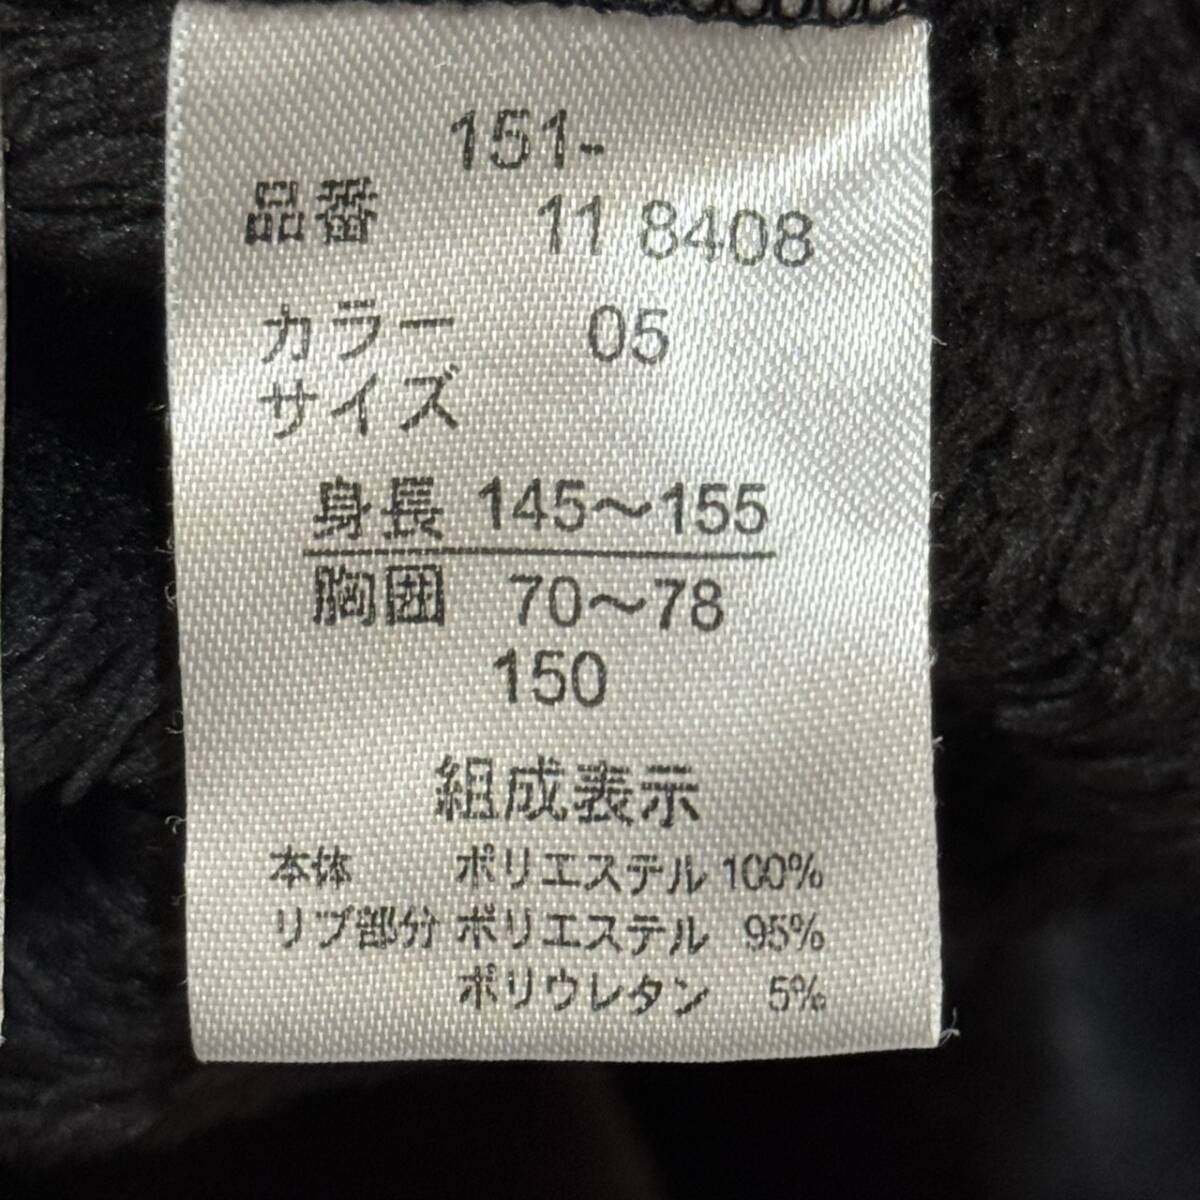 151-
品番 11 8408
カラー 05
サイズ
身長 145～155
胸囲 70～78
150
組成表示
本体 ポリエステル 100%
リブ部分 ポリエステル 95%
ポリウレタン 5%